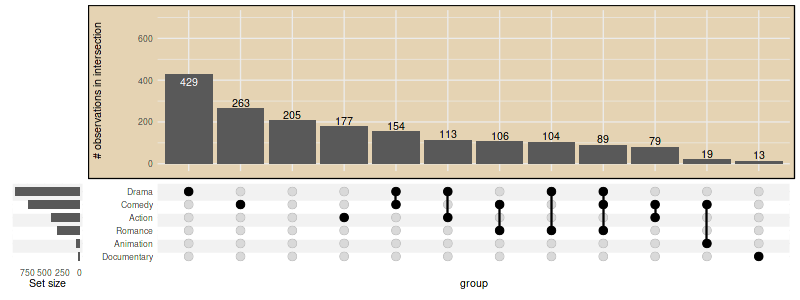 # observations in intersection
600
400
200
0
429
263
205
177
154
113
106
104
89
79
19
13
Drama
Comedy
Action
Romance
Animation
Documentary
750 500 250 0
Set size
group